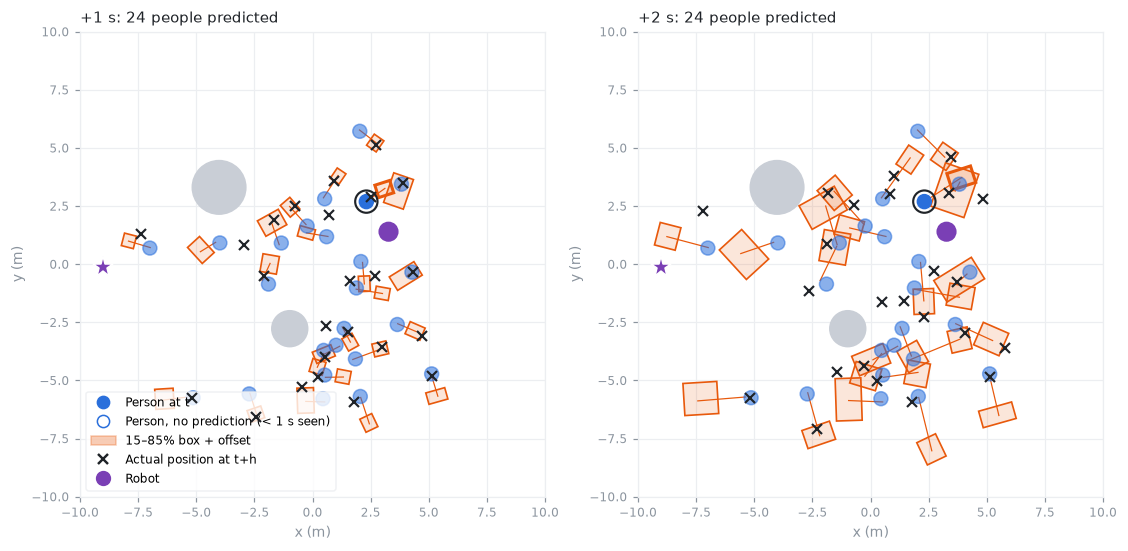 +1 s: 24 people predicted
+2 s: 24 people predicted
10.0
7.5
5.0
2.5
0.0
−2.5
−5.0
−7.5
−10.0
y (m)
−10.0 −7.5 −5.0 −2.5 0.0 2.5 5.0 7.5 10.0
x (m)
Person at t
Person, no prediction (< 1 s seen)
15–85% box + offset
Actual position at t+h
Robot
10.0
7.5
5.0
2.5
0.0
−2.5
−5.0
−7.5
−10.0
y (m)
−10.0 −7.5 −5.0 −2.5 0.0 2.5 5.0 7.5 10.0
x (m)